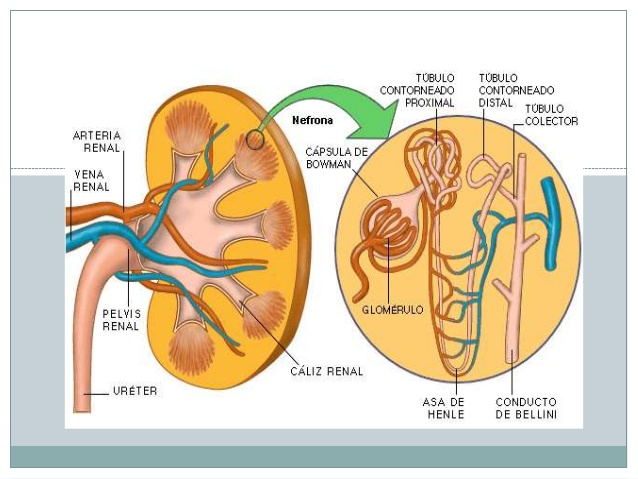 ARTERIA
RENAL
VENA
RENAL
PELVIS
RENAL
URÉTER
CÁLIZ RENAL
Nefrona
CÁPSULA DE
BOWMAN
TÚBULO
CONTORNEADO
PROXIMAL
TÚBULO
CONTORNEADO
DISTAL
TÚBULO
COLECTOR
GLOMÉRULO
ASA DE
HENLE
CONDUCTO
DE BELLINI